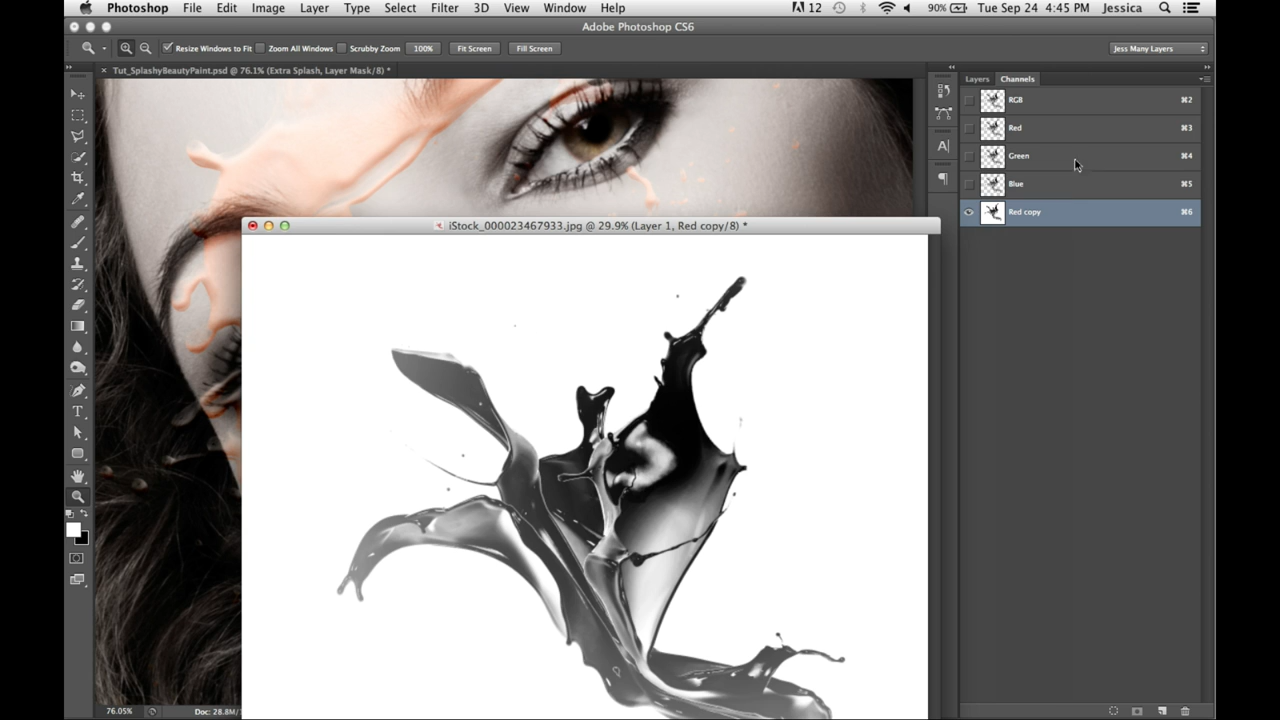 Photoshop File Edit Image Layer Type Select Filter 3D View Window Help 12 90% Tue Sep 24 4:45 PM Jessica
Adobe Photoshop CS6
Resize Windows to Fit Zoom All Windows Scrubby Zoom 100% Fit Screen Fill Screen Jess Many Layers
× Tut_SplashyBeautyPaint.psd @ 76.1% (Extra Splash, Layer Mask/8) *
Layers Channels
RGB ⌘2
Red ⌘3
Green ⌘4
Blue ⌘5
Red copy ⌘6
iStock_000023467933.jpg @ 29.9% (Layer 1, Red copy/8) *
76.05% Doc: 28.8M/